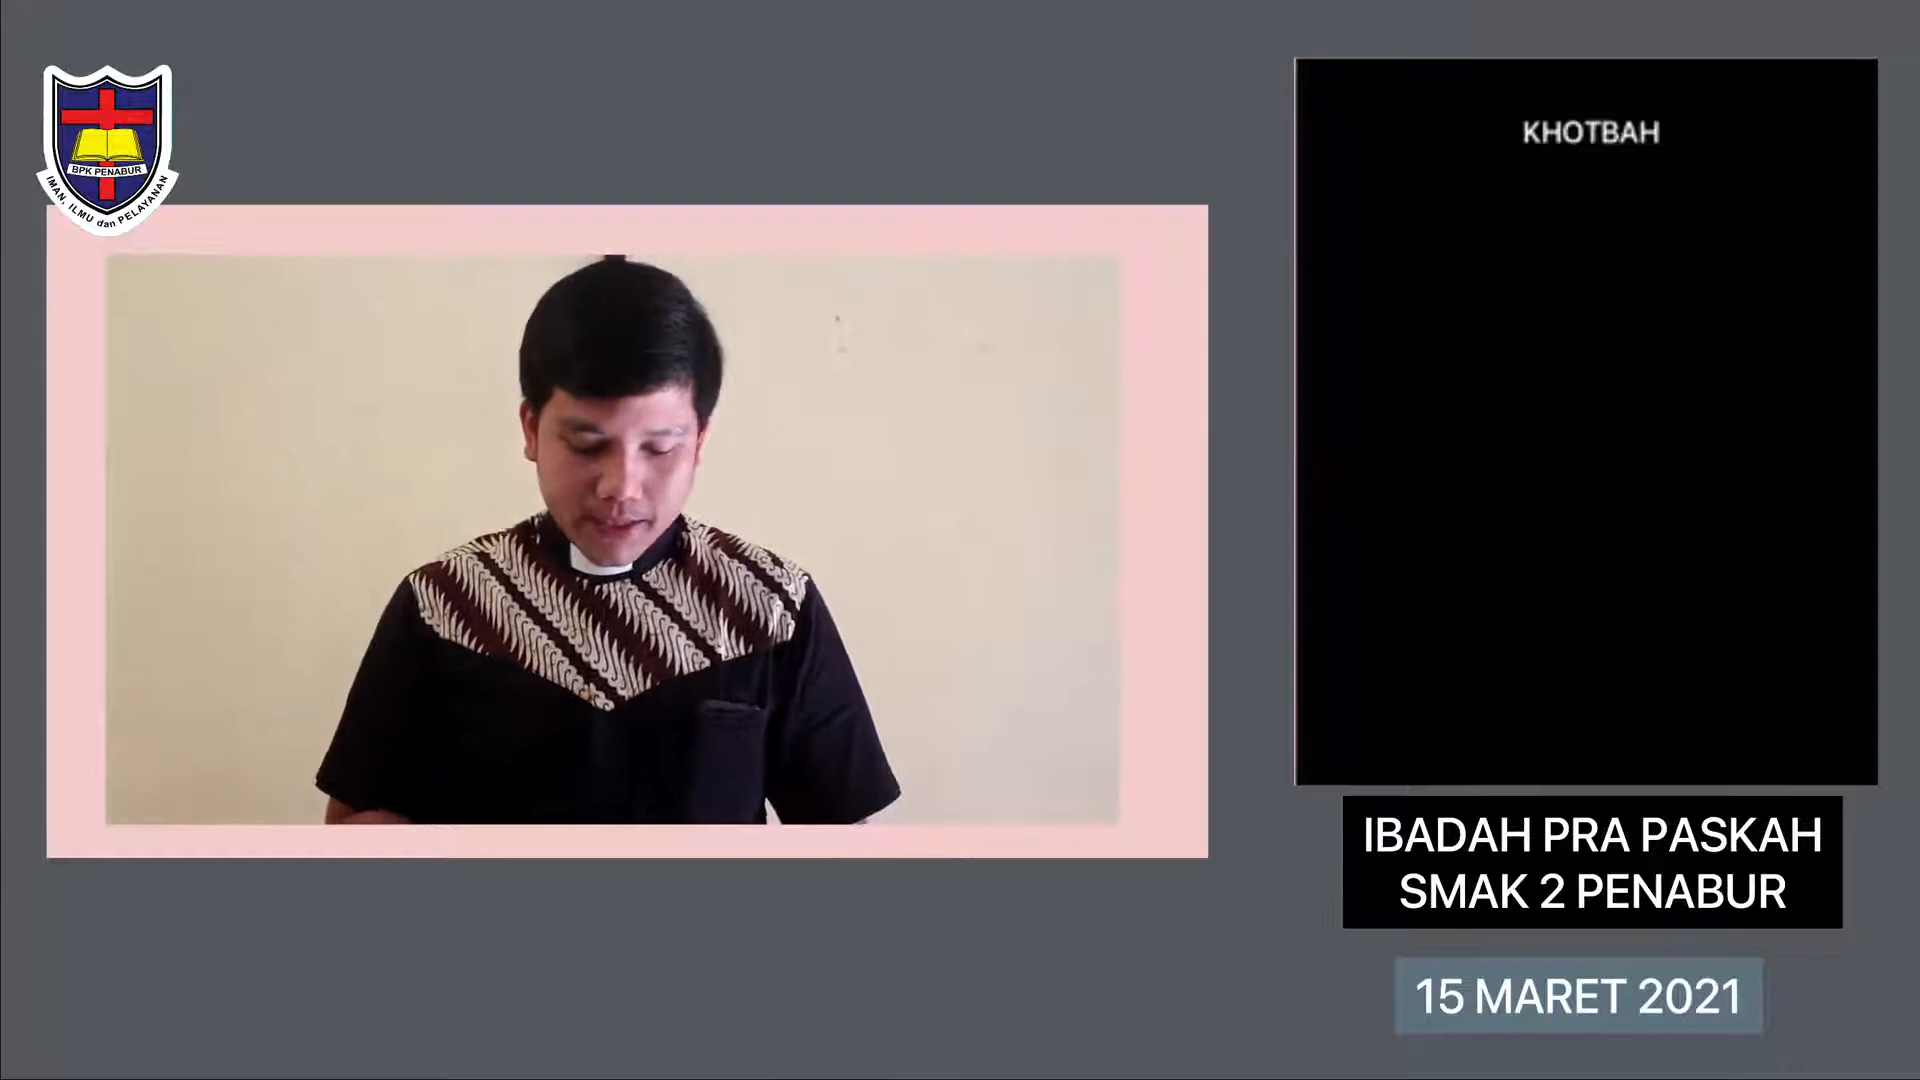 BPK PENABUR
IMAN, ILMU dan PELAYANAN
KHOTBAH
IBADAH PRA PASKAH
SMAK 2 PENABUR
15 MARET 2021